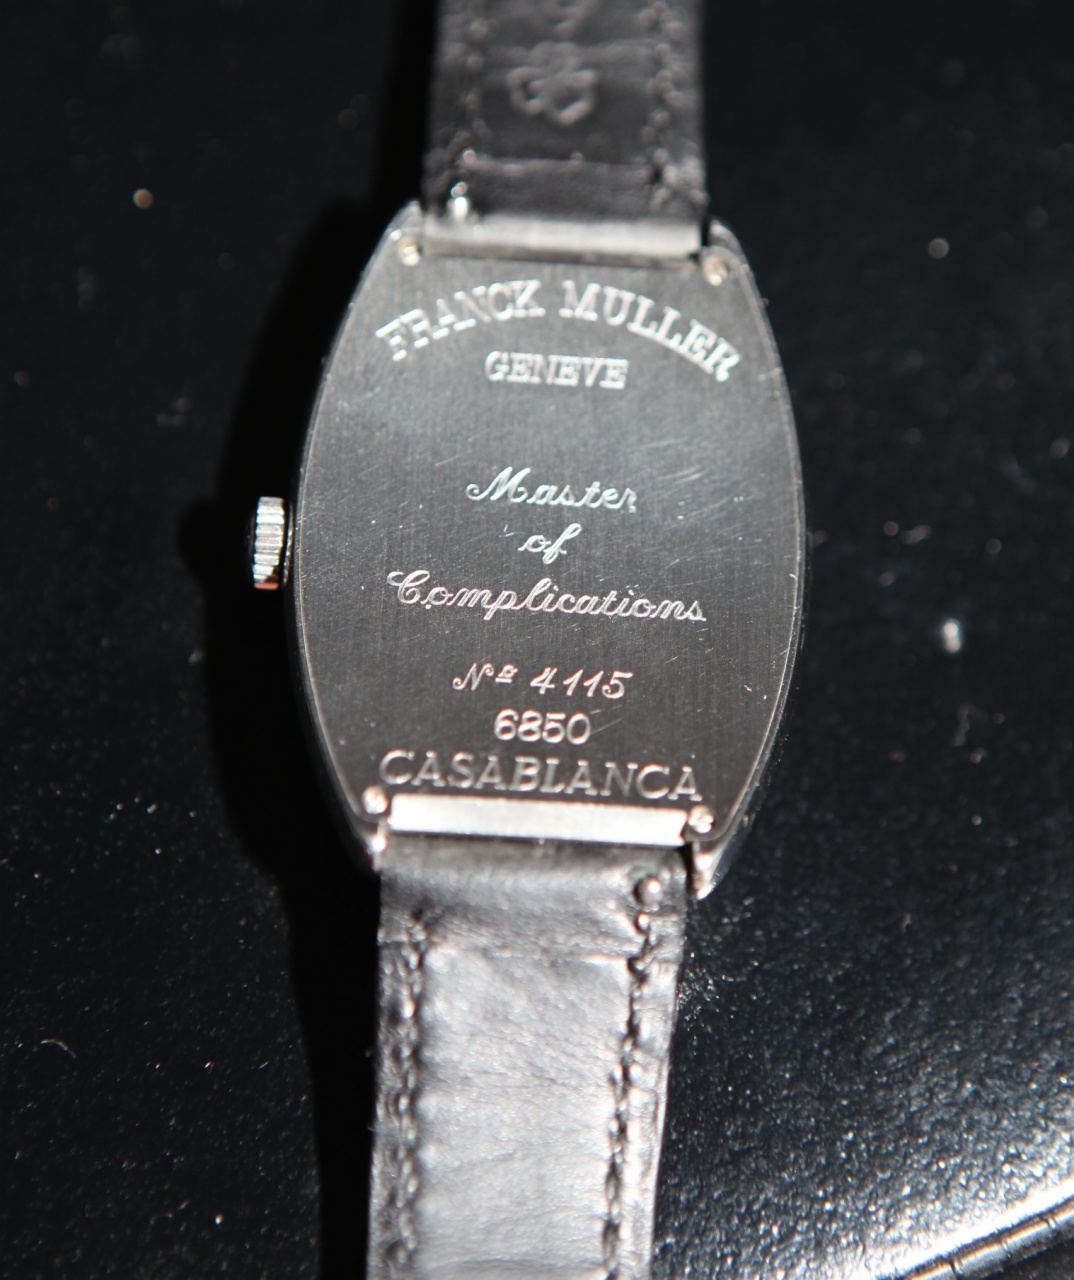 FRANCK MULLER
GENEVE
Master
of
Complications
Nº 4115
6850
CASABLANCA